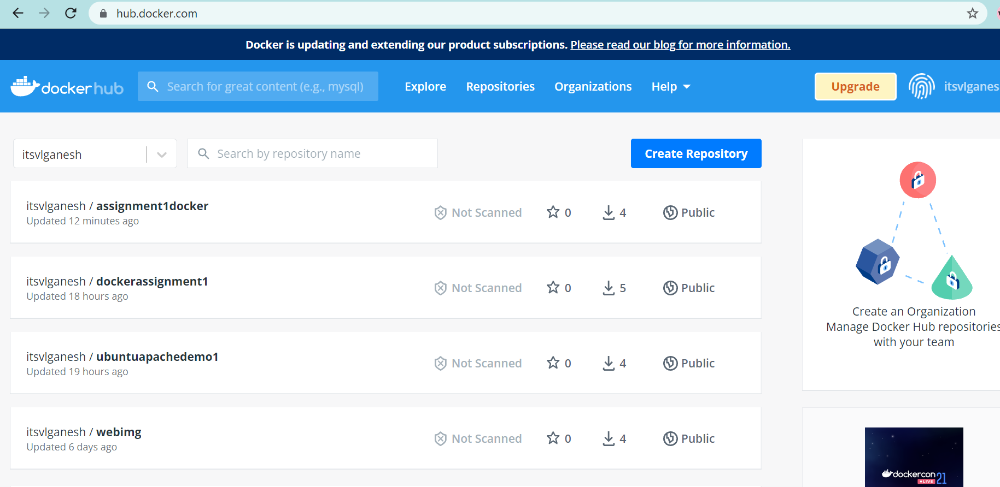 hub.docker.com
Docker is updating and extending our product subscriptions. Please read our blog for more information.
docker hub
Search for great content (e.g., mysql)
Explore
Repositories
Organizations
Help
Upgrade
itsvlganes
itsvlganesh
Search by repository name
Create Repository
itsvlganesh / assignment1docker
Updated 12 minutes ago
Not Scanned
0
4
Public
itsvlganesh / dockerassignment1
Updated 18 hours ago
Not Scanned
0
5
Public
itsvlganesh / ubuntuapachedemo1
Updated 19 hours ago
Not Scanned
0
4
Public
itsvlganesh / webimg
Updated 6 days ago
Not Scanned
0
4
Public
Create an Organization
Manage Docker Hub repositories
with your team
dockercon
LIVE 21